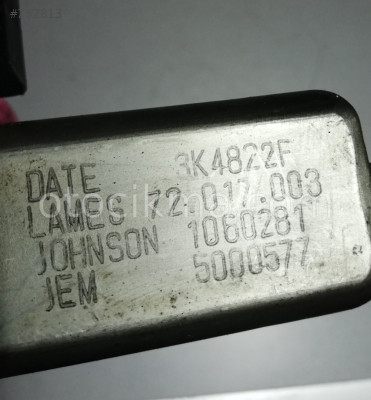 DATE 3K4822F
LAMES 72.017.003
JOHNSON 1060281
JEM 5000577